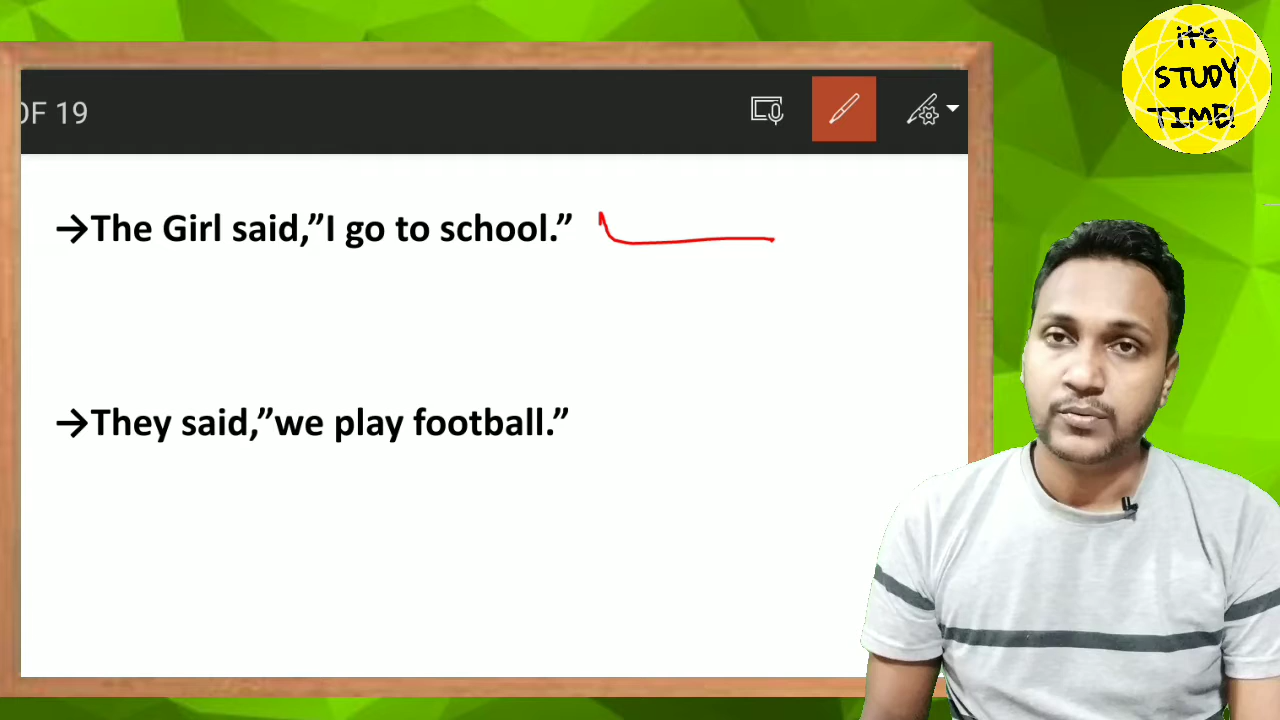 OF 19
→The Girl said,”I go to school.”
→They said,”we play football.”
it's
STUDY
TIME!